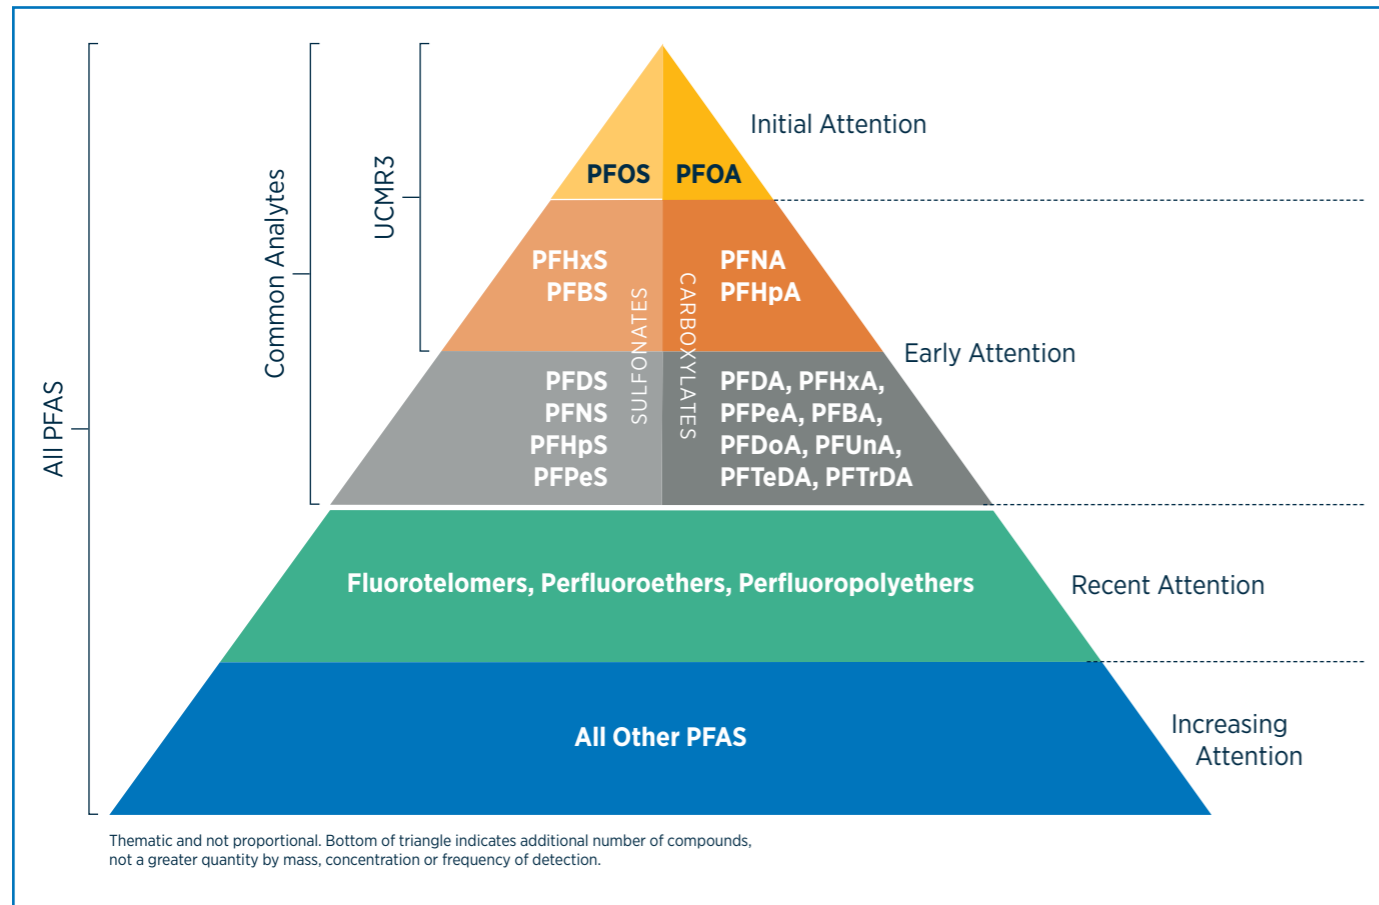 All PFAS
Common Analytes
UCMR3
Initial Attention
PFOS
PFOA
PFHxS
PFBS
PFNA
PFHpA
SULFONATES
CARBOXYLATES
Early Attention
PFDS
PFNS
PFHpS
PFPeS
PFDA, PFHxA,
PFPeA, PFBA,
PFDoA, PFUnA,
PFTeDA, PFTrDA
Fluorotelomers, Perfluoroethers, Perfluoropolyethers
Recent Attention
All Other PFAS
Increasing
Attention
Thematic and not proportional. Bottom of triangle indicates additional number of compounds,
not a greater quantity by mass, concentration or frequency of detection.